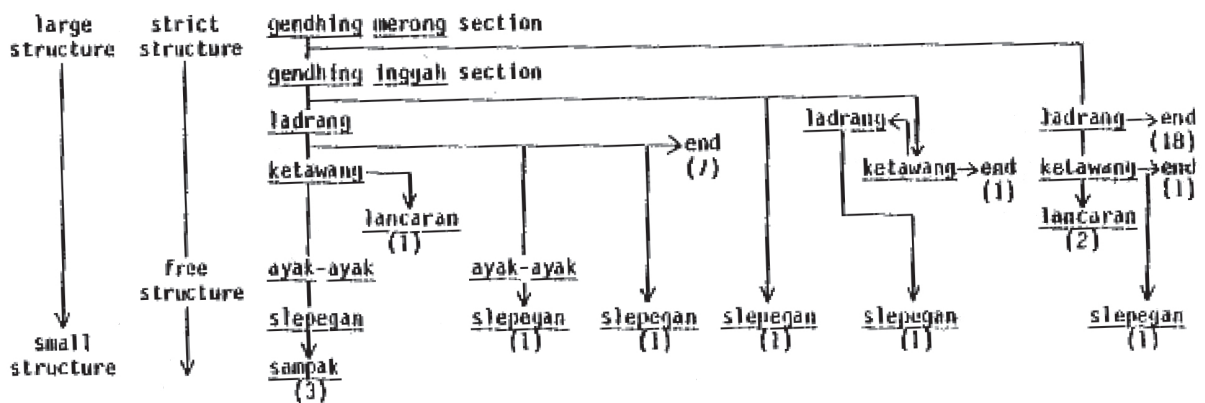 large strict gendhing merong section
structure structure
gendhing inggah section
ladrang ladrang ladrang end
(18)
end
(7)
ketawang ketawang end ketawang end
(1) (1)
lancaran lancaran
(1) (2)
free ayak-ayak ayak-ayak
structure
slepegan slepegan slepegan slepegan slepegan slepegan
(1) (1) (1) (1) (1)
small
structure sampak
(3)